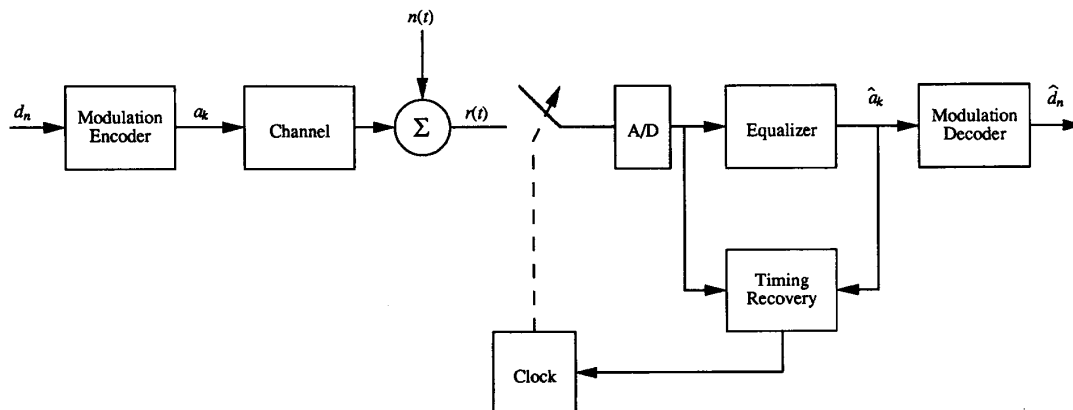 n(t)
d_n
Modulation
Encoder
a_k
Channel
Σ
r(t)
A/D
Equalizer
â_k
Modulation
Decoder
d̂_n
Timing
Recovery
Clock